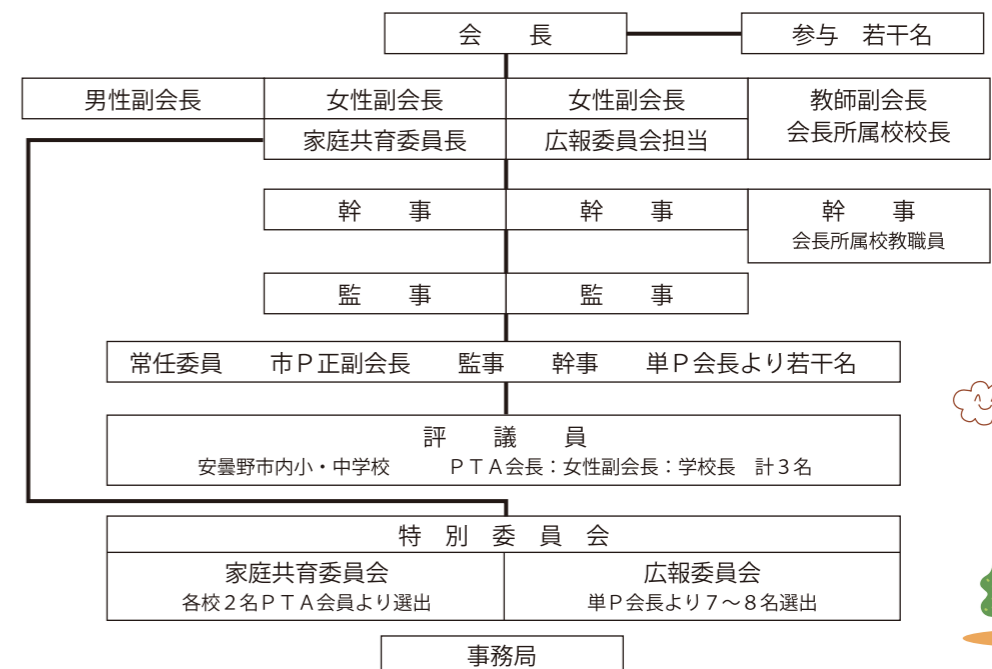 会　　長
参与　若干名
男性副会長
女性副会長
女性副会長
教師副会長
会長所属校校長
家庭共育委員長
広報委員会担当
幹　　事
幹　　事
幹　　事
会長所属校教職員
監　　事
監　　事
常任委員　　市Ｐ正副会長　　監事　　幹事　　単Ｐ会長より若干名
評　　議　　員
安曇野市内小・中学校　　　ＰＴＡ会長：女性副会長：学校長　計３名
特　別　委　員　会
家庭共育委員会
各校２名ＰＴＡ会員より選出
広報委員会
単Ｐ会長より７～８名選出
事務局